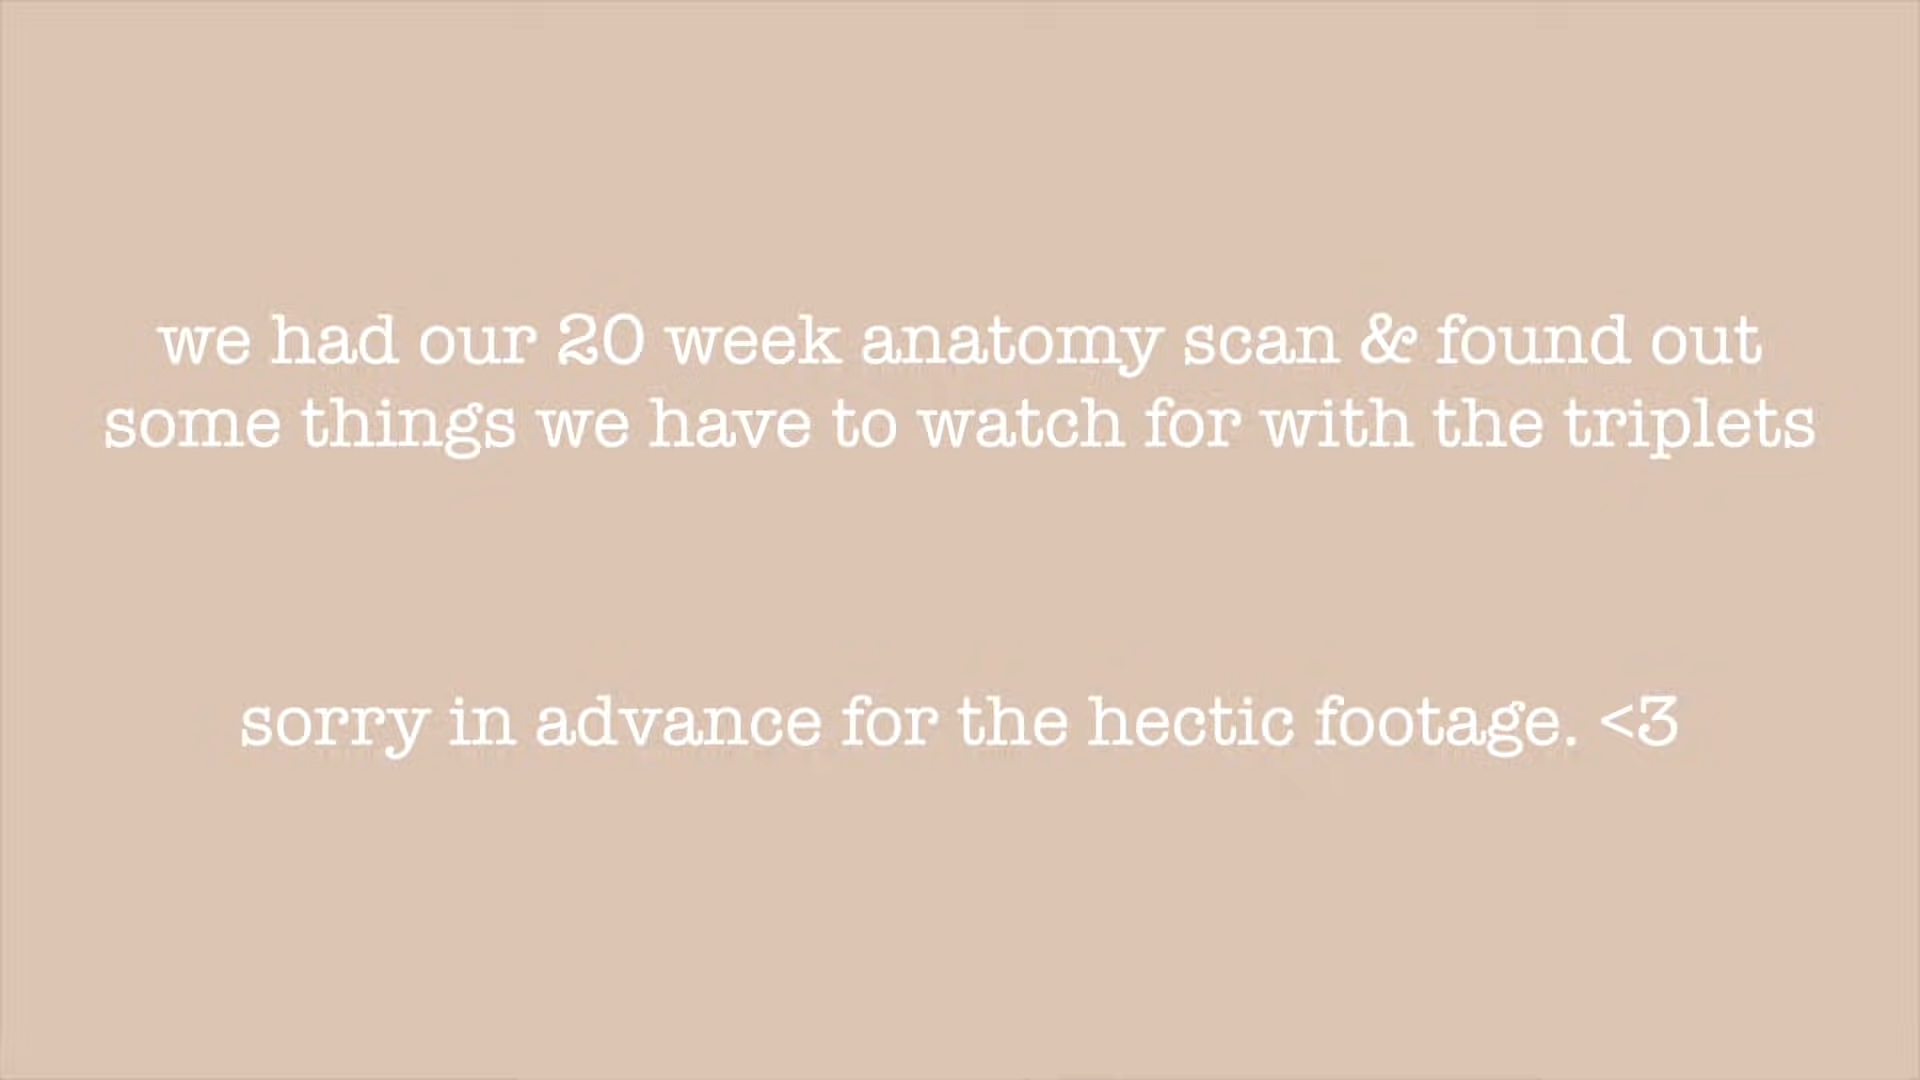 we had our 20 week anatomy scan & found out
some things we have to watch for with the triplets
sorry in advance for the hectic footage. <3